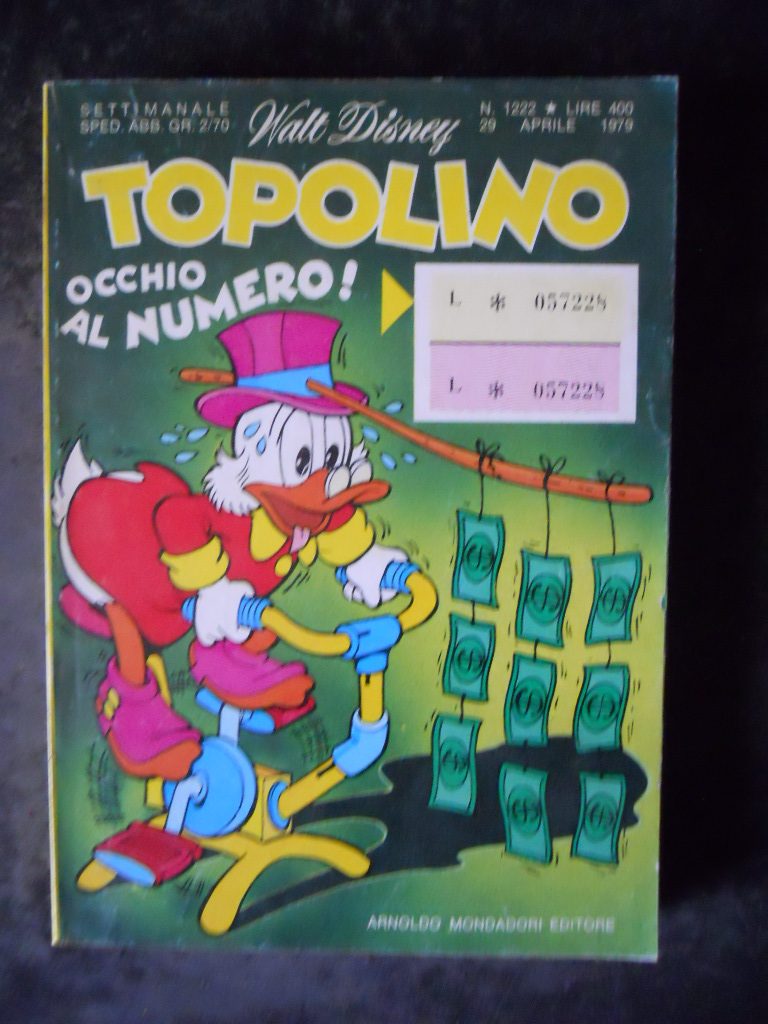 SETTIMANALE
SPED. ABB. GR. 2/70
Walt Disney
N. 1222 ★ LIRE 400
29 APRILE 1979
TOPOLINO
OCCHIO
AL NUMERO!
L * 057228
L * 057228
ARNOLDO MONDADORI EDITORE